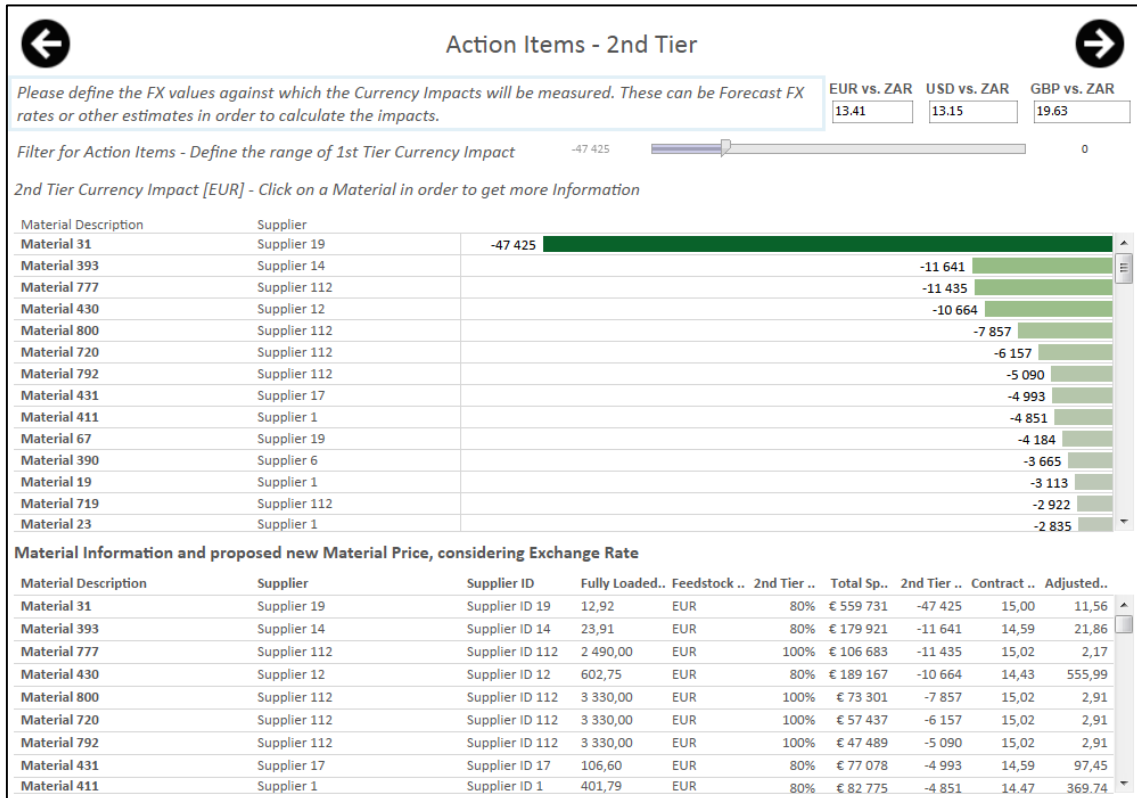 Action Items - 2nd Tier
Please define the FX values against which the Currency Impacts will be measured. These can be Forecast FX
rates or other estimates in order to calculate the impacts.
EUR vs. ZAR USD vs. ZAR GBP vs. ZAR
13.41 13.15 19.63
Filter for Action Items - Define the range of 1st Tier Currency Impact -47 425 0
2nd Tier Currency Impact [EUR] - Click on a Material in order to get more Information
Material Description Supplier
Material 31 Supplier 19 -47 425
Material 393 Supplier 14 -11 641
Material 777 Supplier 112 -11 435
Material 430 Supplier 12 -10 664
Material 800 Supplier 112 -7 857
Material 720 Supplier 112 -6 157
Material 792 Supplier 112 -5 090
Material 431 Supplier 17 -4 993
Material 411 Supplier 1 -4 851
Material 67 Supplier 19 -4 184
Material 390 Supplier 6 -3 665
Material 19 Supplier 1 -3 113
Material 719 Supplier 112 -2 922
Material 23 Supplier 1 -2 835
Material Information and proposed new Material Price, considering Exchange Rate
Material Description Supplier Supplier ID Fully Loaded.. Feedstock .. 2nd Tier .. Total Sp.. 2nd Tier .. Contract .. Adjusted..
Material 31 Supplier 19 Supplier ID 19 12,92 EUR 80% € 559 731 -47 425 15,00 11,56
Material 393 Supplier 14 Supplier ID 14 23,91 EUR 80% € 179 921 -11 641 14,59 21,86
Material 777 Supplier 112 Supplier ID 112 2 490,00 EUR 100% € 106 683 -11 435 15,02 2,17
Material 430 Supplier 12 Supplier ID 12 602,75 EUR 80% € 189 167 -10 664 14,43 555,99
Material 800 Supplier 112 Supplier ID 112 3 330,00 EUR 100% € 73 301 -7 857 15,02 2,91
Material 720 Supplier 112 Supplier ID 112 3 330,00 EUR 100% € 57 437 -6 157 15,02 2,91
Material 792 Supplier 112 Supplier ID 112 3 330,00 EUR 100% € 47 489 -5 090 15,02 2,91
Material 431 Supplier 17 Supplier ID 17 106,60 EUR 80% € 77 078 -4 993 14,59 97,45
Material 411 Supplier 1 Supplier ID 1 401,79 EUR 80% € 82 775 -4 851 14,47 369,74